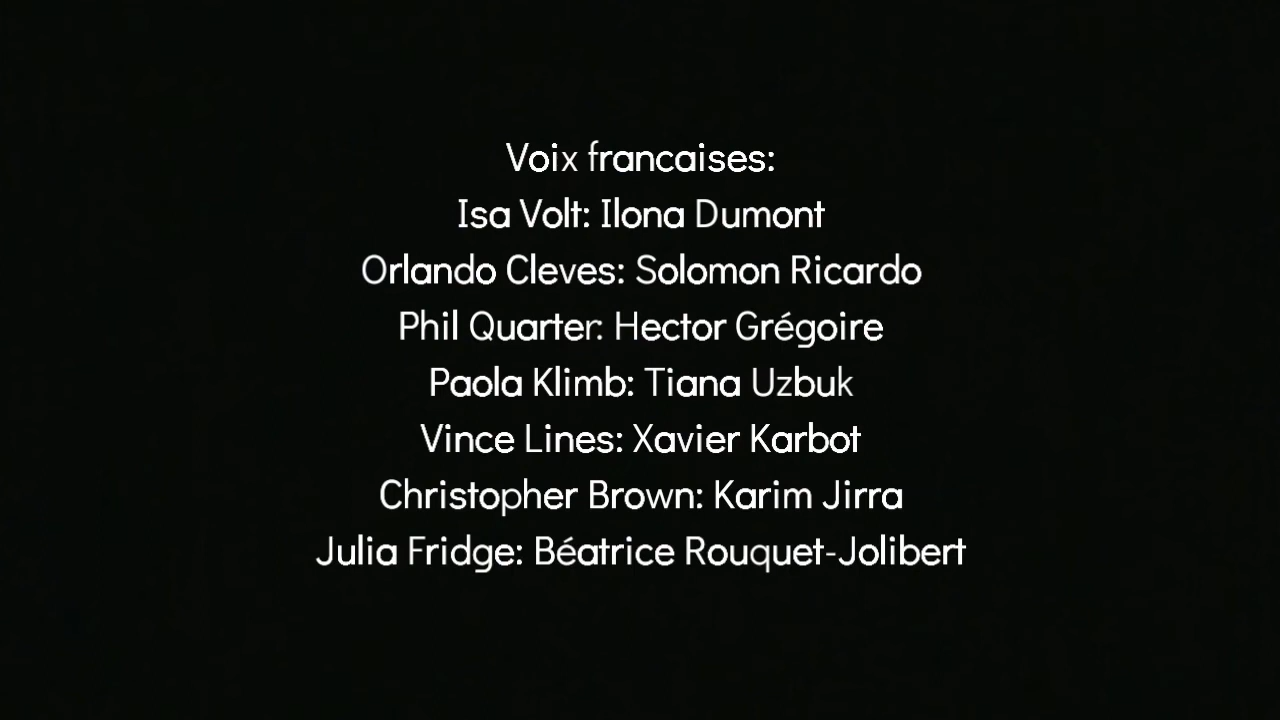 Voix francaises:
Isa Volt: Ilona Dumont
Orlando Cleves: Solomon Ricardo
Phil Quarter: Hector Grégoire
Paola Klimb: Tiana Uzbuk
Vince Lines: Xavier Karbot
Christopher Brown: Karim Jirra
Julia Fridge: Béatrice Rouquet-Jolibert